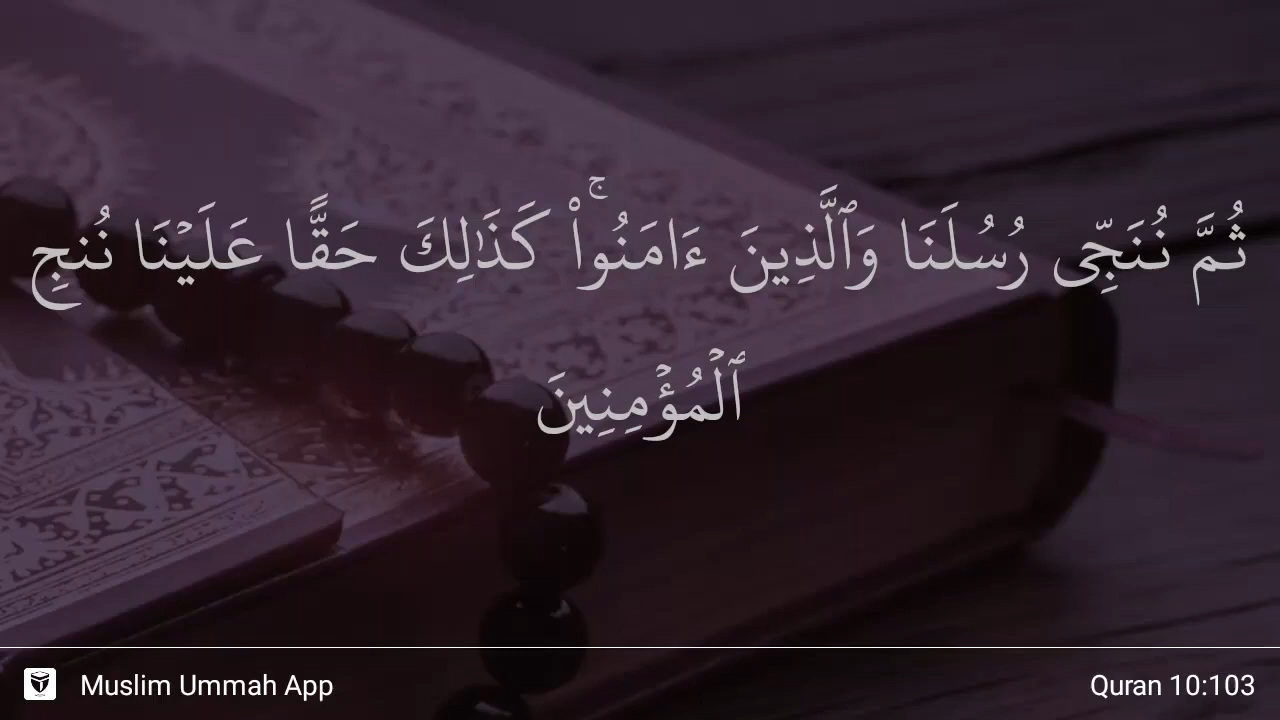 ثُمَّ نُنَجِّى رُسُلَنَا وَٱلَّذِينَ ءَامَنُوا۟ ۚ كَذَٰلِكَ حَقًّا عَلَيْنَا نُنجِ
ٱلْمُؤْمِنِينَ
Muslim Ummah App
Quran 10:103